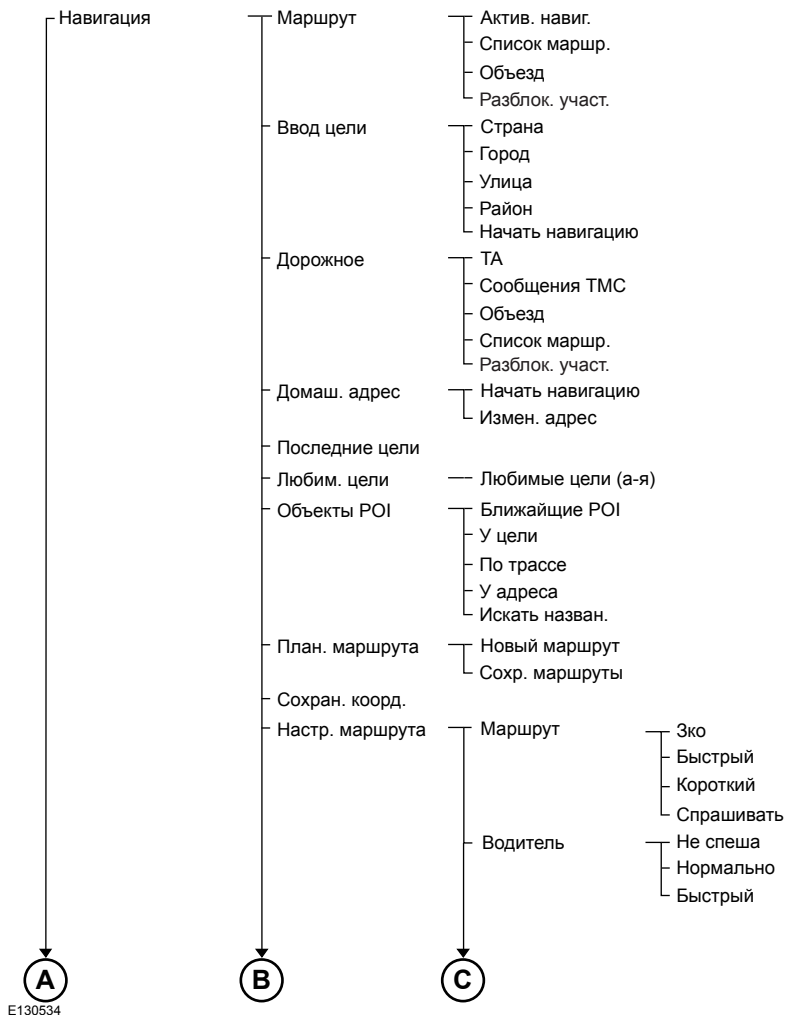 Навигация
Маршрут
Актив. навиг.
Список маршр.
Объезд
Разблок. участ.
Ввод цели
Страна
Город
Улица
Район
Начать навигацию
Дорожное
TA
Сообщения TMC
Объезд
Список маршр.
Разблок. участ.
Домаш. адрес
Начать навигацию
Измен. адрес
Последние цели
Любим. цели
Любимые цели (а-я)
Объекты POI
Ближайщие POI
У цели
По трассе
У адреса
Искать назван.
План. маршрута
Новый маршрут
Сохр. маршруты
Сохран. коорд.
Настр. маршрута
Маршрут
Зко
Быстрый
Короткий
Спрашивать
Водитель
Не спеша
Нормально
Быстрый
A
B
C
E130534